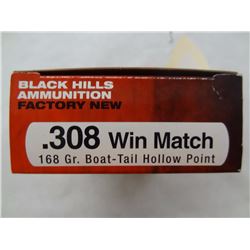 BLACK HILLS
AMMUNITION
FACTORY NEW
.308 Win Match
168 Gr. Boat-Tail Hollow Point